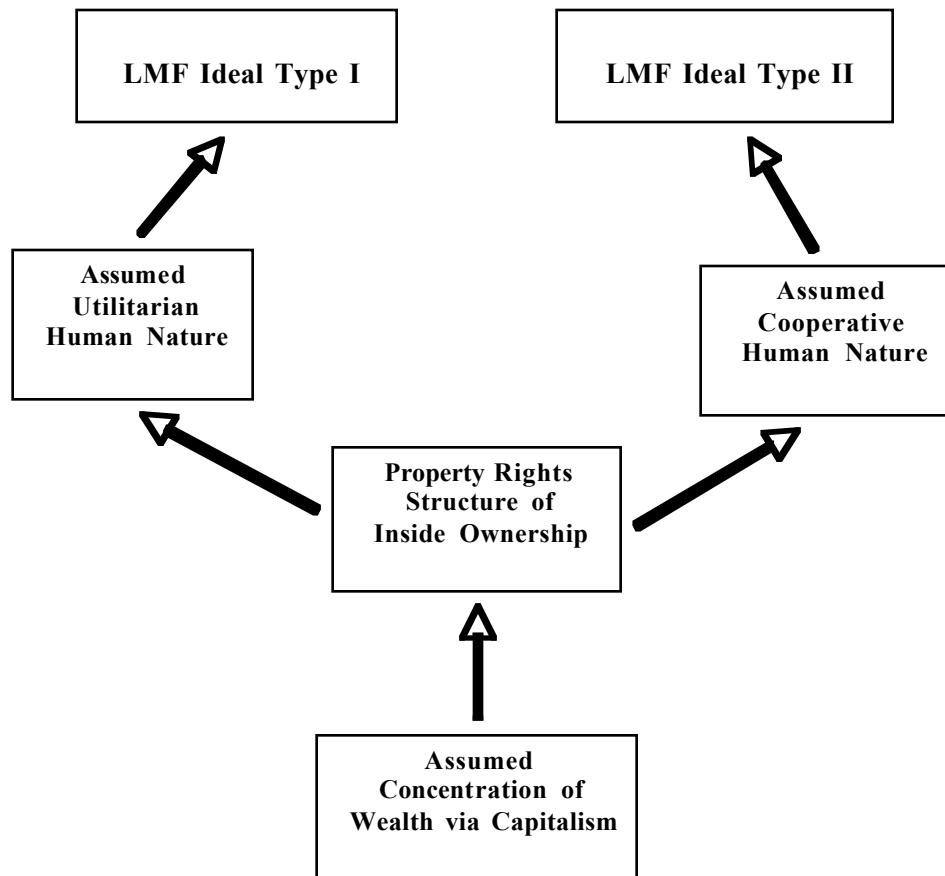 LMF Ideal Type I
LMF Ideal Type II
Assumed
Utilitarian
Human Nature
Assumed
Cooperative
Human Nature
Property Rights
Structure of
Inside Ownership
Assumed
Concentration of
Wealth via Capitalism